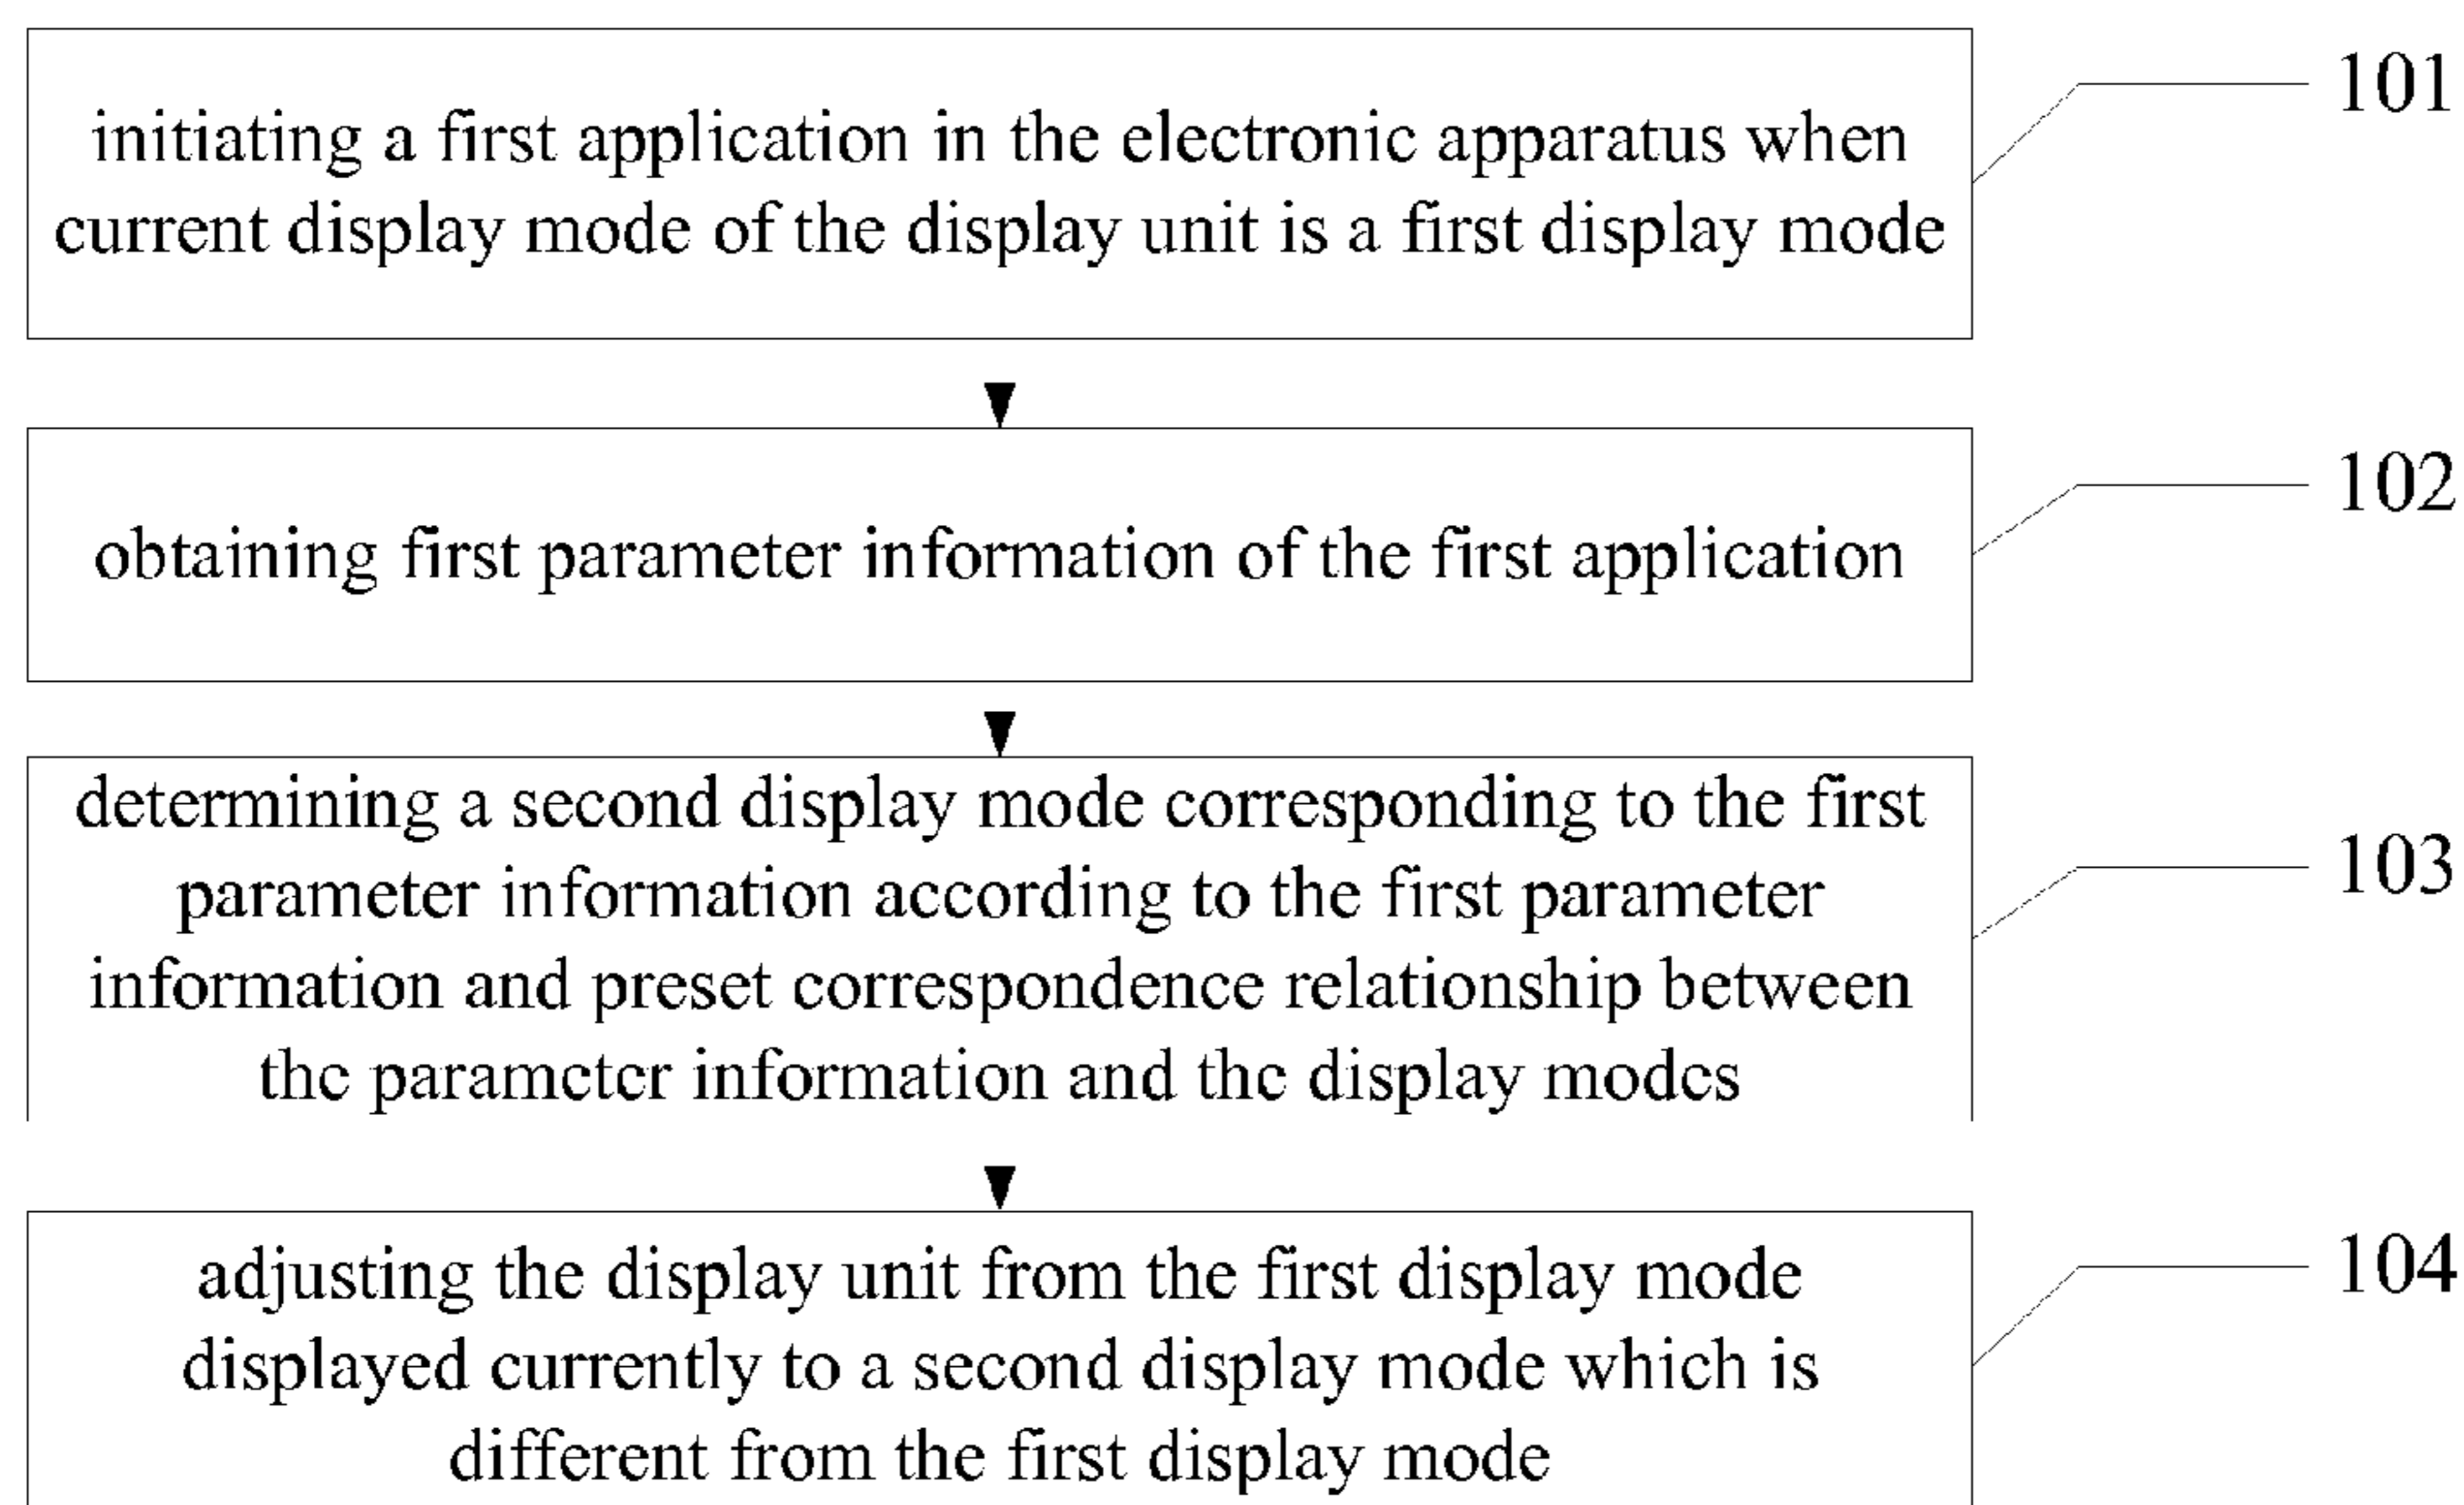 initiating a first application in the electronic apparatus when
current display mode of the display unit is a first display mode
101
obtaining first parameter information of the first application
102
determining a second display mode corresponding to the first
parameter information according to the first parameter
information and preset correspondence relationship between
the parameter information and the display modes
103
adjusting the display unit from the first display mode
displayed currently to a second display mode which is
different from the first display mode
104